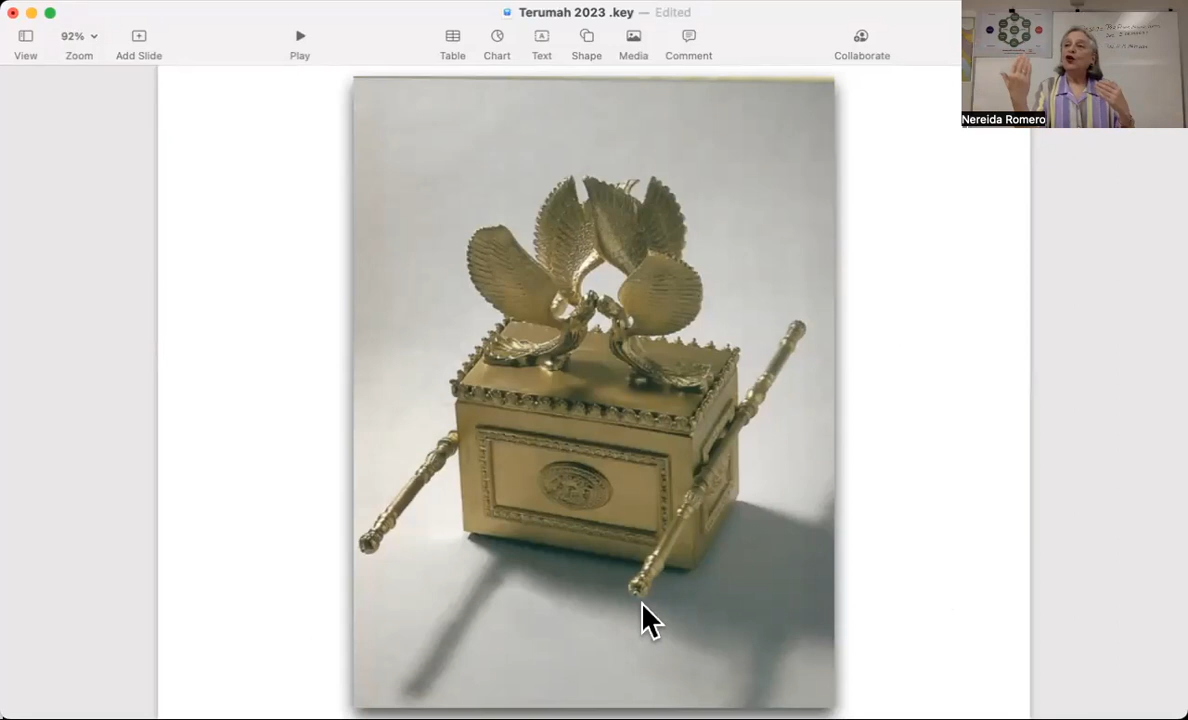 Terumah 2023 .key — Edited
92%
View
Zoom
Add Slide
Play
Table
Chart
Text
Shape
Media
Comment
Collaborate
Nereida Romero